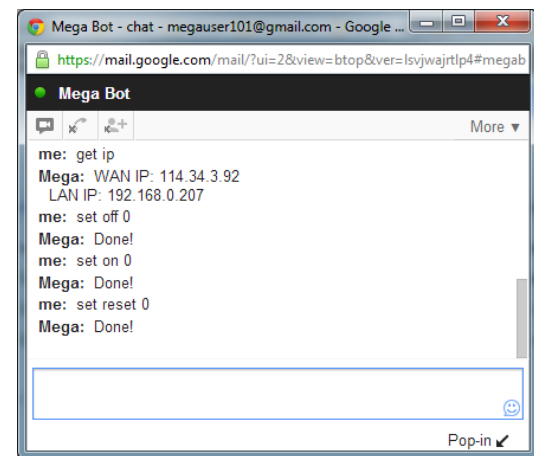 Mega Bot - chat - megauser101@gmail.com - Google ...
https://mail.google.com/mail/?ui=2&view=btop&ver=lsvjwajrtlp4#megab
Mega Bot
More ▼
me: get ip
Mega: WAN IP: 114.34.3.92
LAN IP: 192.168.0.207
me: set off 0
Mega: Done!
me: set on 0
Mega: Done!
me: set reset 0
Mega: Done!
Pop-in ↙